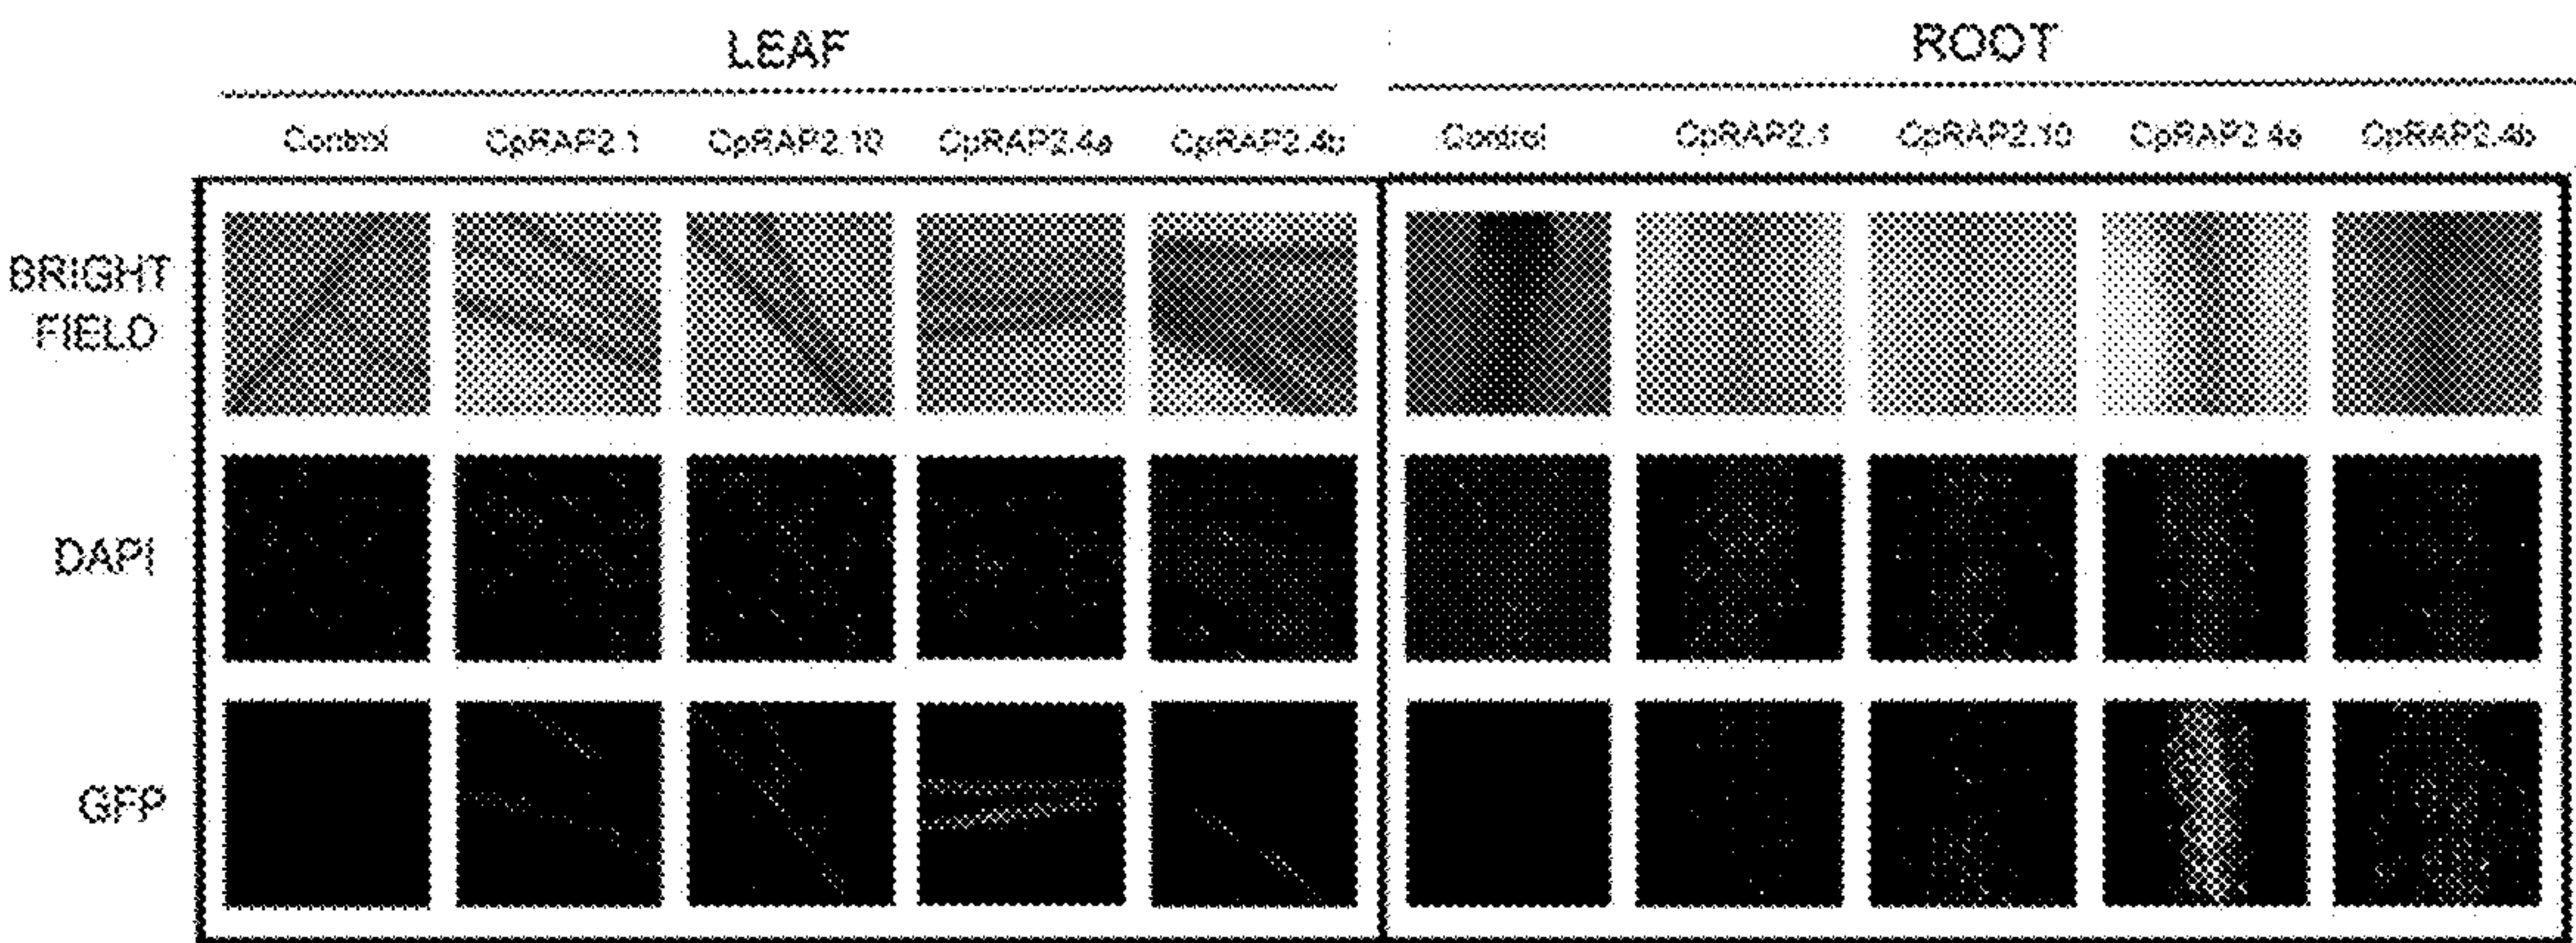 LEAF
ROOT
Control CpRAP2.1 CpRAP2.10 CpRAP2.4a CpRAP2.4b Control CpRAP2.1 CpRAP2.10 CpRAP2.4a CpRAP2.4b
BRIGHT
FIELD
DAPI
GFP